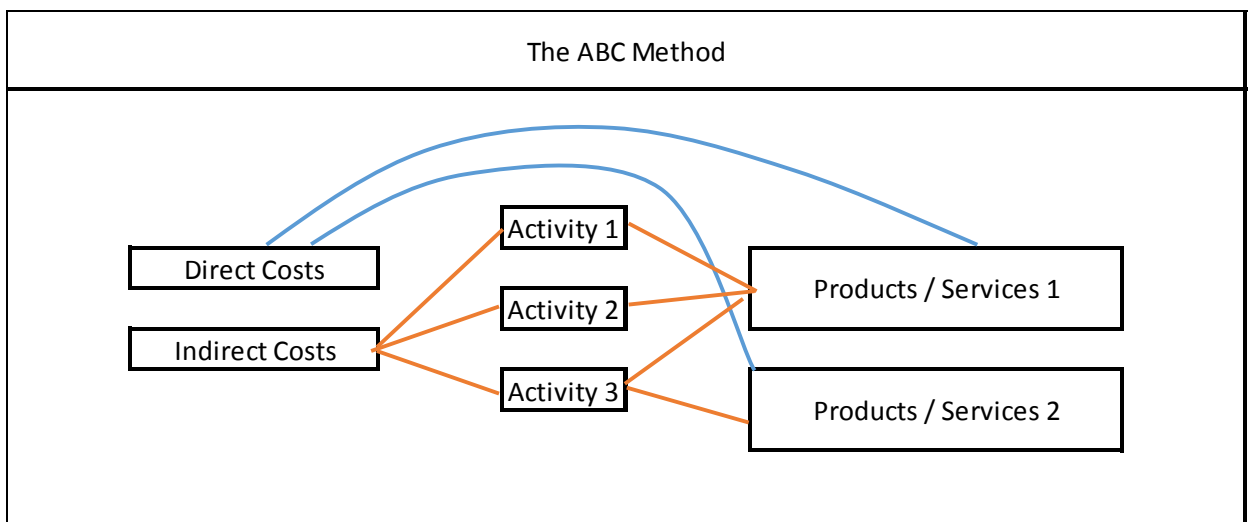 The ABC Method
Direct Costs
Indirect Costs
Activity 1
Activity 2
Activity 3
Products / Services 1
Products / Services 2